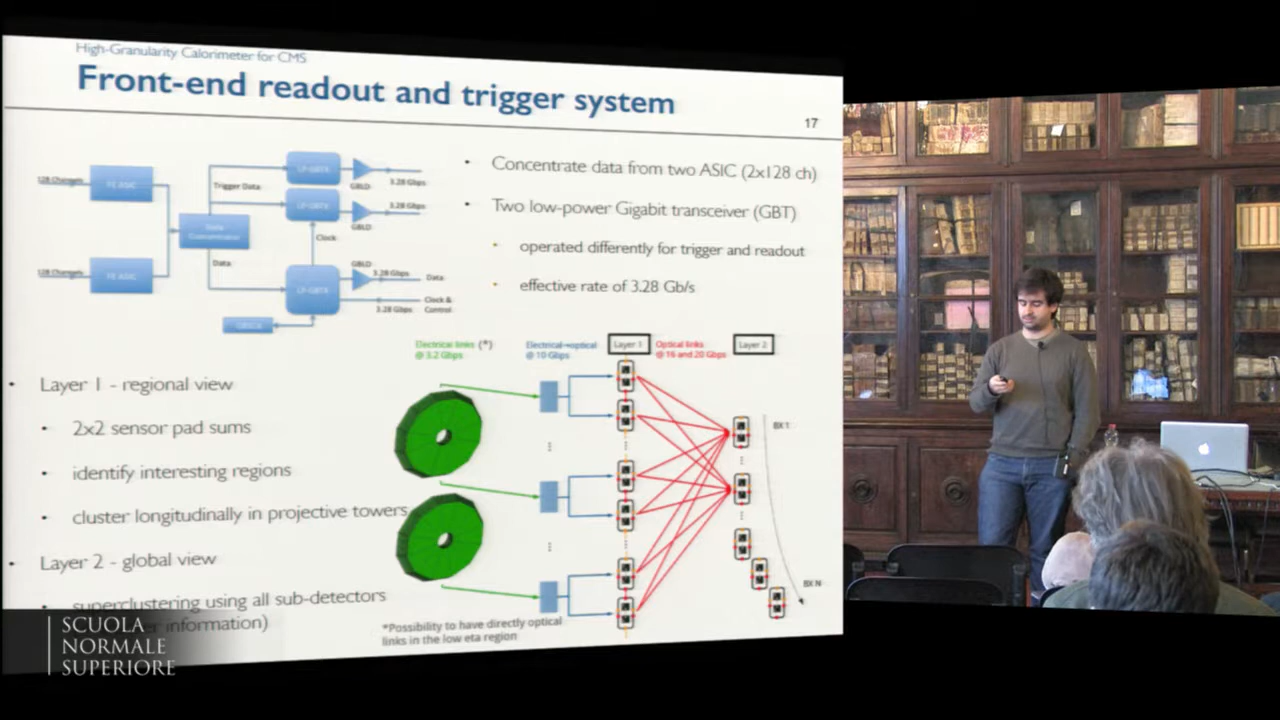 High-Granularity Calorimeter for CMS
Front-end readout and trigger system
17
128 Channels
FE ASIC
128 Channels
FE ASIC
Data
Concentrator
Trigger Data
Data
Clock
LP-GBTX
LP-GBTX
LP-GBTX
GBLD
3.28 Gbps
GBLD
3.28 Gbps
GBLD
3.28 Gbps
Data
3.28 Gbps
Clock &
Control
• Concentrate data from two ASIC (2x128 ch)
• Two low-power Gigabit transceiver (GBT)
• operated differently for trigger and readout
• effective rate of 3.28 Gb/s
Electrical links (*)
@ 3.2 Gbps
Electrical→optical
@ 10 Gbps
Layer 1
Optical links
@ 16 and 20 Gbps
Layer 2
BX 1
BX N
• Layer 1 - regional view
• 2x2 sensor pad sums
• identify interesting regions
• cluster longitudinally in projective towers
• Layer 2 - global view
• superclustering using all sub-detectors
information)
*Possibility to have directly optical
links in the low eta region
SCUOLA
NORMALE
SUPERIORE